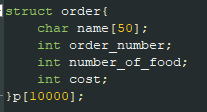 struct order{
char name[50];
int order_number;
int number_of_food;
int cost;
}p[10000];